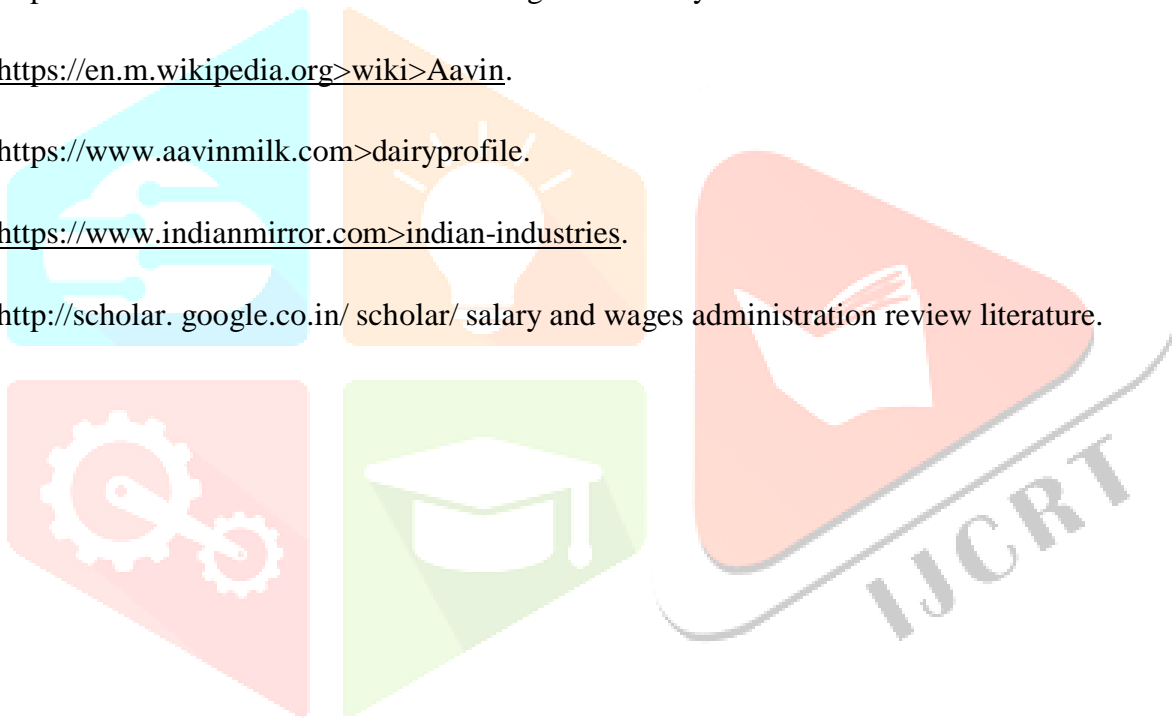 https://en.m.wikipedia.org>wiki>Aavin.
https://www.aavinmilk.com>dairyprofile.
https://www.indianmirror.com>indian-industries.
http://scholar. google.co.in/ scholar/ salary and wages administration review literature.
IJCRT